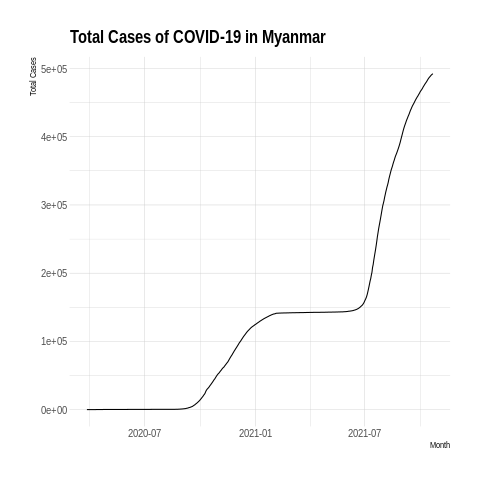 Total Cases of COVID-19 in Myanmar
Total Cases
5e+05
4e+05
3e+05
2e+05
1e+05
0e+00
2020-07 2021-01 2021-07
Month